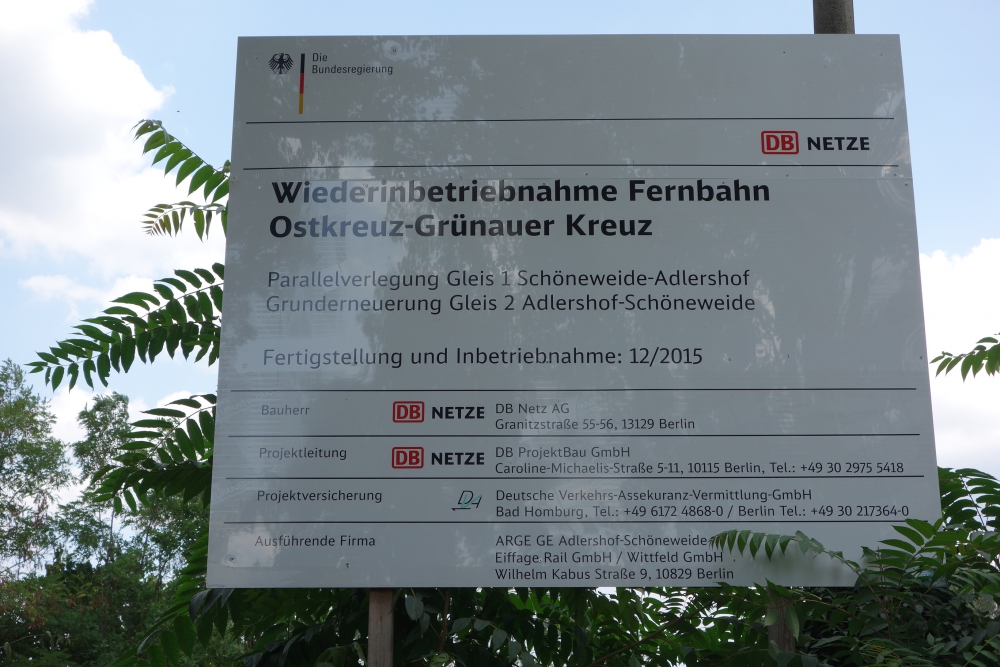 Die
Bundesregierung
DB NETZE
Wiederinbetriebnahme Fernbahn
Ostkreuz-Grünauer Kreuz
Parallelverlegung Gleis 1 Schöneweide-Adlershof
Grunderneuerung Gleis 2 Adlershof-Schöneweide
Fertigstellung und Inbetriebnahme: 12/2015
Bauherr DB NETZE DB Netz AG
Granitzstraße 55-56, 13129 Berlin
Projektleitung DB NETZE DB ProjektBau GmbH
Caroline-Michaelis-Straße 5-11, 10115 Berlin, Tel.: +49 30 2975 5418
Projektversicherung Deutsche Verkehrs-Assekuranz-Vermittlung-GmbH
Bad Homburg, Tel.: +49 6172 4868-0 / Berlin Tel.: +49 30 217364-0
Ausführende Firma ARGE GE Adlershof-Schöneweide
Eiffage Rail GmbH / Wittfeld GmbH
Wilhelm Kabus Straße 9, 10829 Berlin